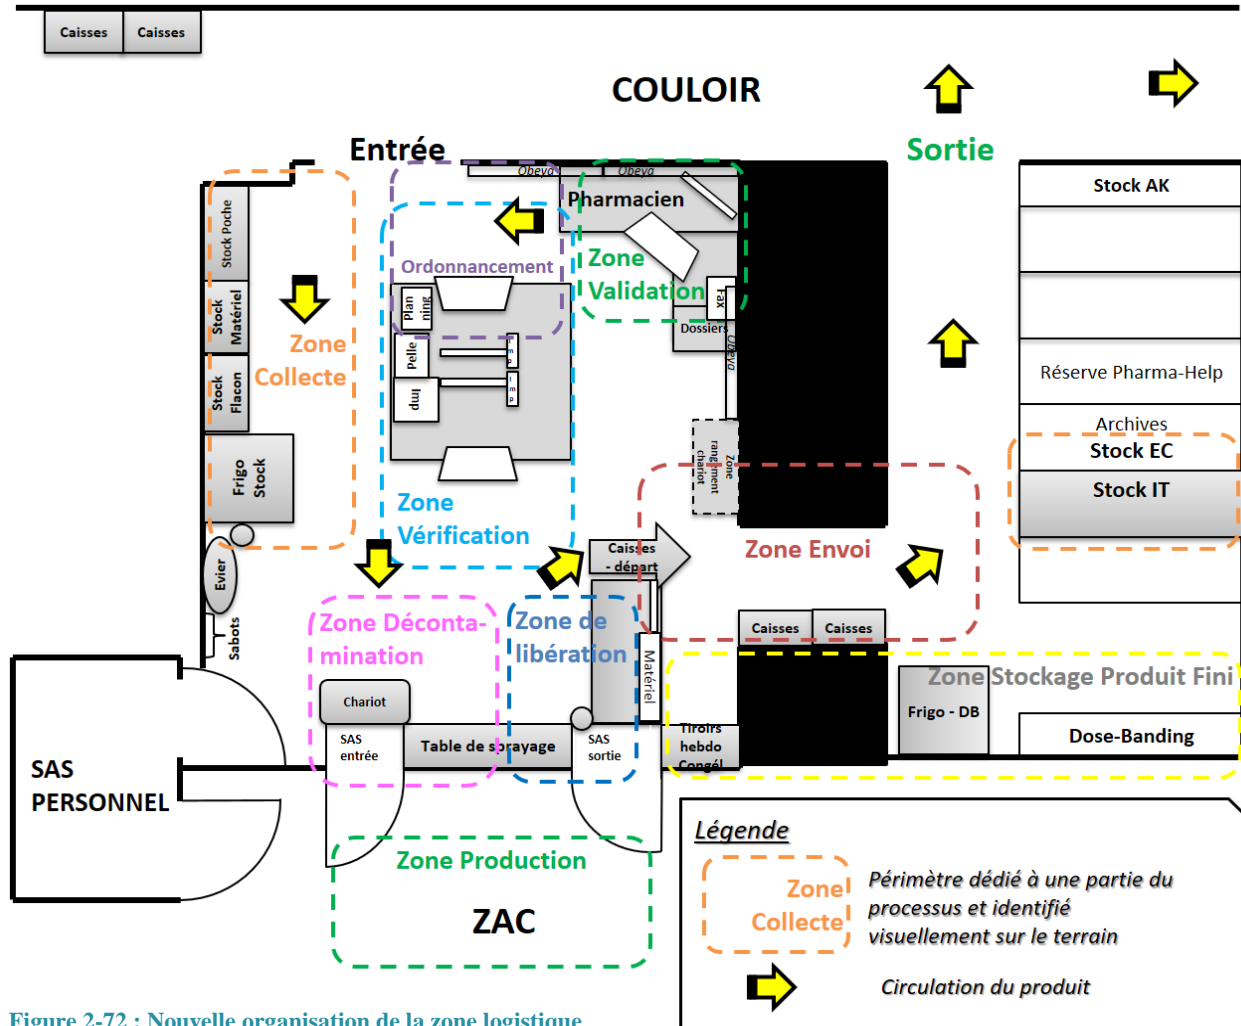 Caisses
Caisses
COULOIR
Entrée
Sortie
Obeya
Obeya
Pharmacien
Stock AK
Stock Poche
Ordonnancement
Zone
Validation
Fax
Plan
ning
Stock
Matériel
Dossiers
Obeya
Zone
Collecte
Pelle
Imp
Imp
Imp
Stock
Flacon
Réserve Pharma-Help
Archives
Stock EC
Stock IT
Frigo
Stock
Zone
rangement
chariot
Zone
Vérification
Caisses
- départ
Zone Envoi
Evier
Sabots
Zone Déconta-
mination
Zone de
libération
Caisses
Caisses
Matériel
Zone Stockage Produit Fini
Chariot
Frigo - DB
SAS
entrée
Table de sprayage
SAS
sortie
Tiroirs
hebdo
Congél
Dose-Banding
SAS
PERSONNEL
Zone Production
ZAC
Légende
Zone
Collecte
Périmètre dédié à une partie du
processus et identifié
visuellement sur le terrain
Circulation du produit
Figure 2-72 : Nouvelle organisation de la zone logistique